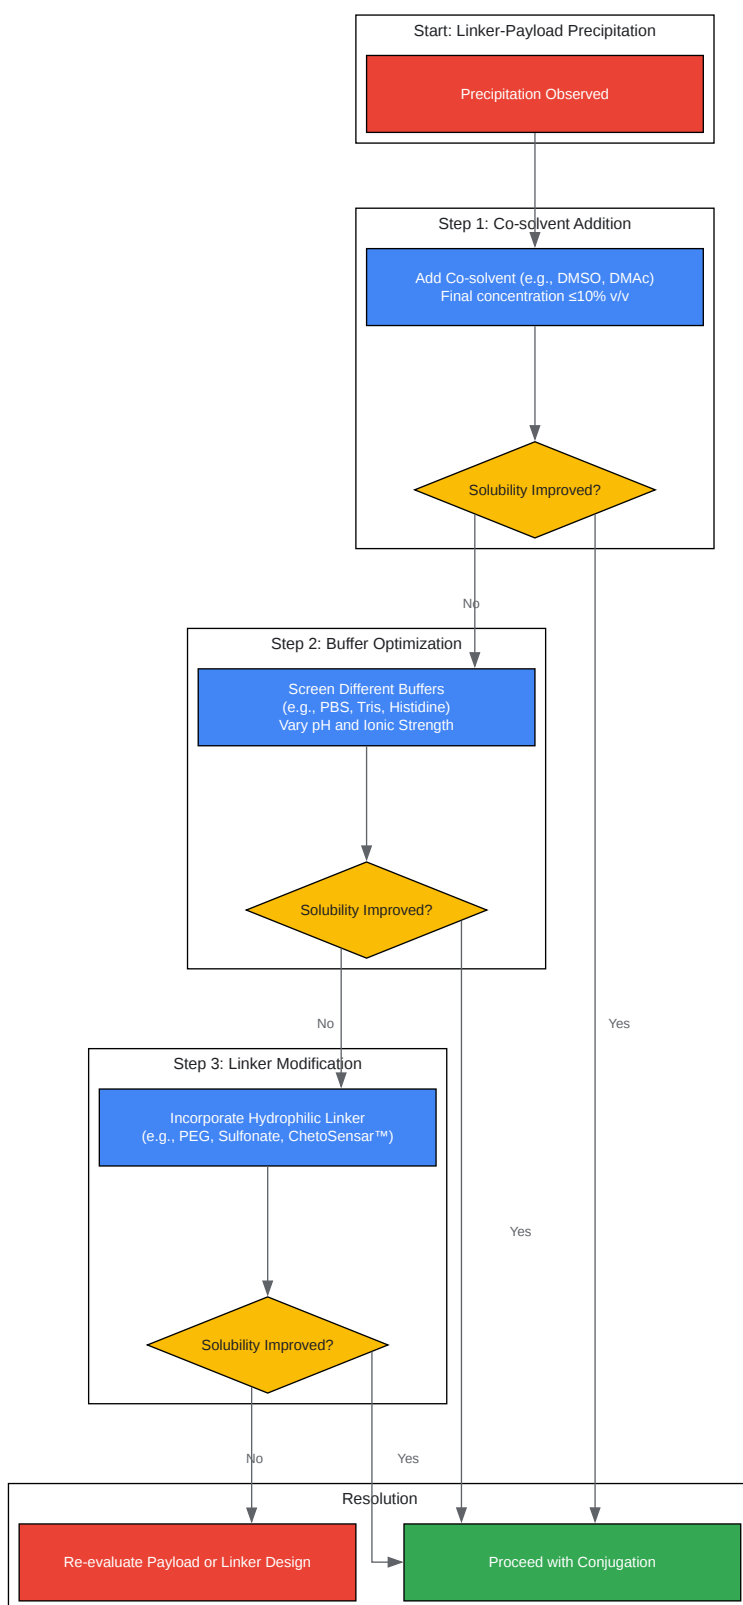 Start: Linker-Payload Precipitation
Precipitation Observed
Step 1: Co-solvent Addition
Add Co-solvent (e.g., DMSO, DMAc)
Final concentration ≤10% v/v
Solubility Improved?
No
Step 2: Buffer Optimization
Screen Different Buffers
(e.g., PBS, Tris, Histidine)
Vary pH and Ionic Strength
Solubility Improved?
No
Yes
Step 3: Linker Modification
Incorporate Hydrophilic Linker
(e.g., PEG, Sulfonate, ChetoSensar™)
Yes
Solubility Improved?
No
Yes
Resolution
Re-evaluate Payload or Linker Design
Proceed with Conjugation